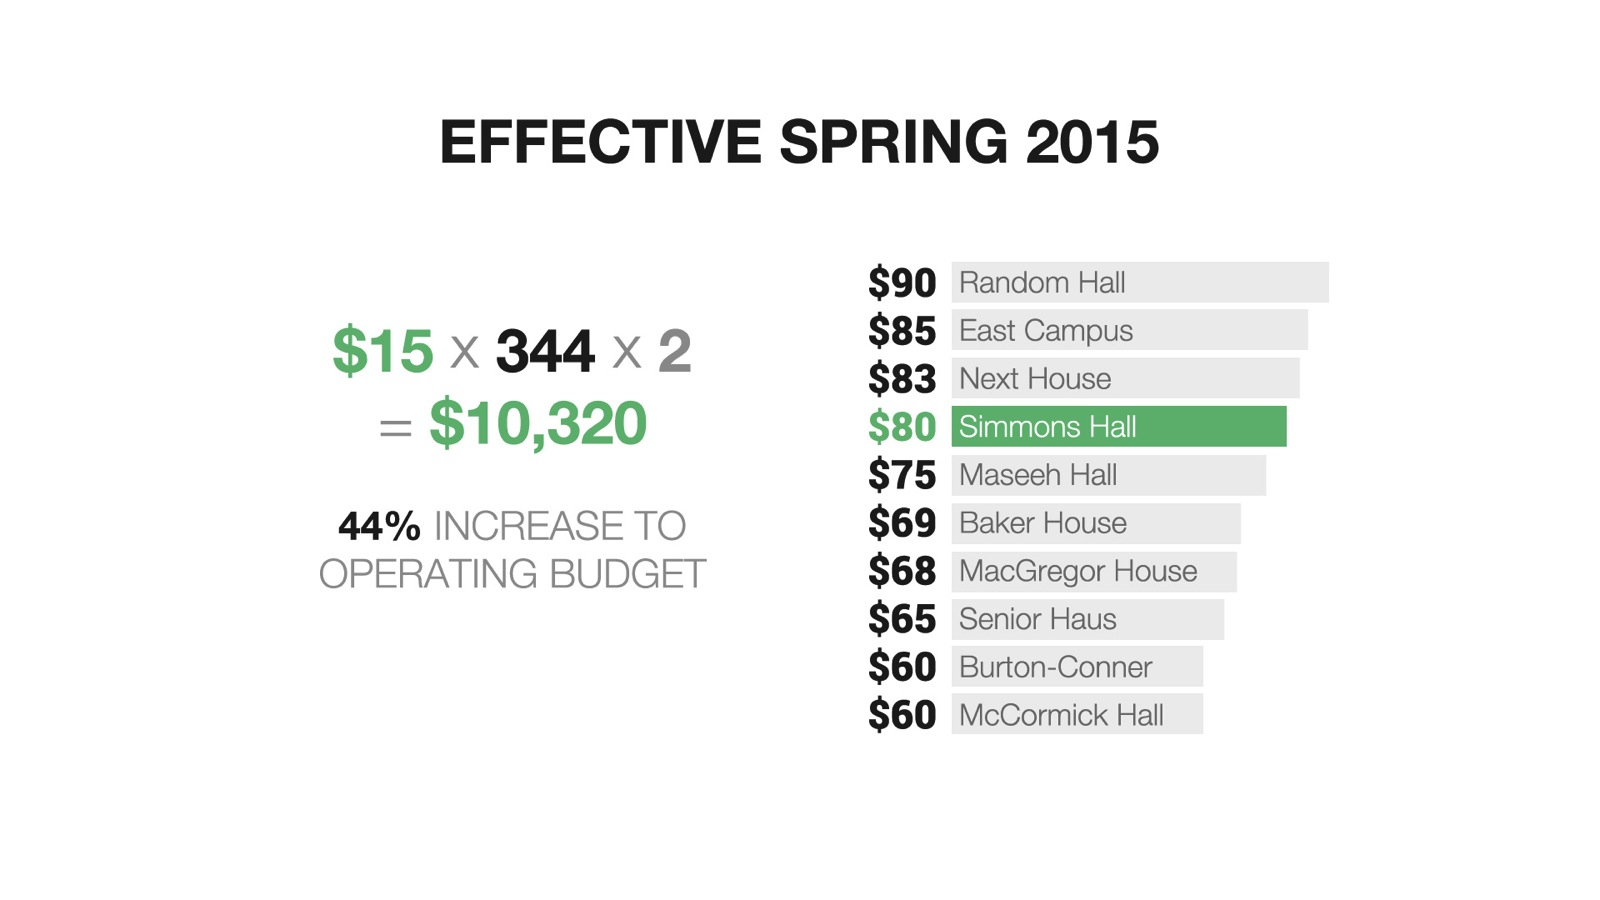 EFFECTIVE SPRING 2015
$15 x 344 x 2
= $10,320
44% INCREASE TO
OPERATING BUDGET
$90 Random Hall
$85 East Campus
$83 Next House
$80 Simmons Hall
$75 Maseeh Hall
$69 Baker House
$68 MacGregor House
$65 Senior Haus
$60 Burton-Conner
$60 McCormick Hall